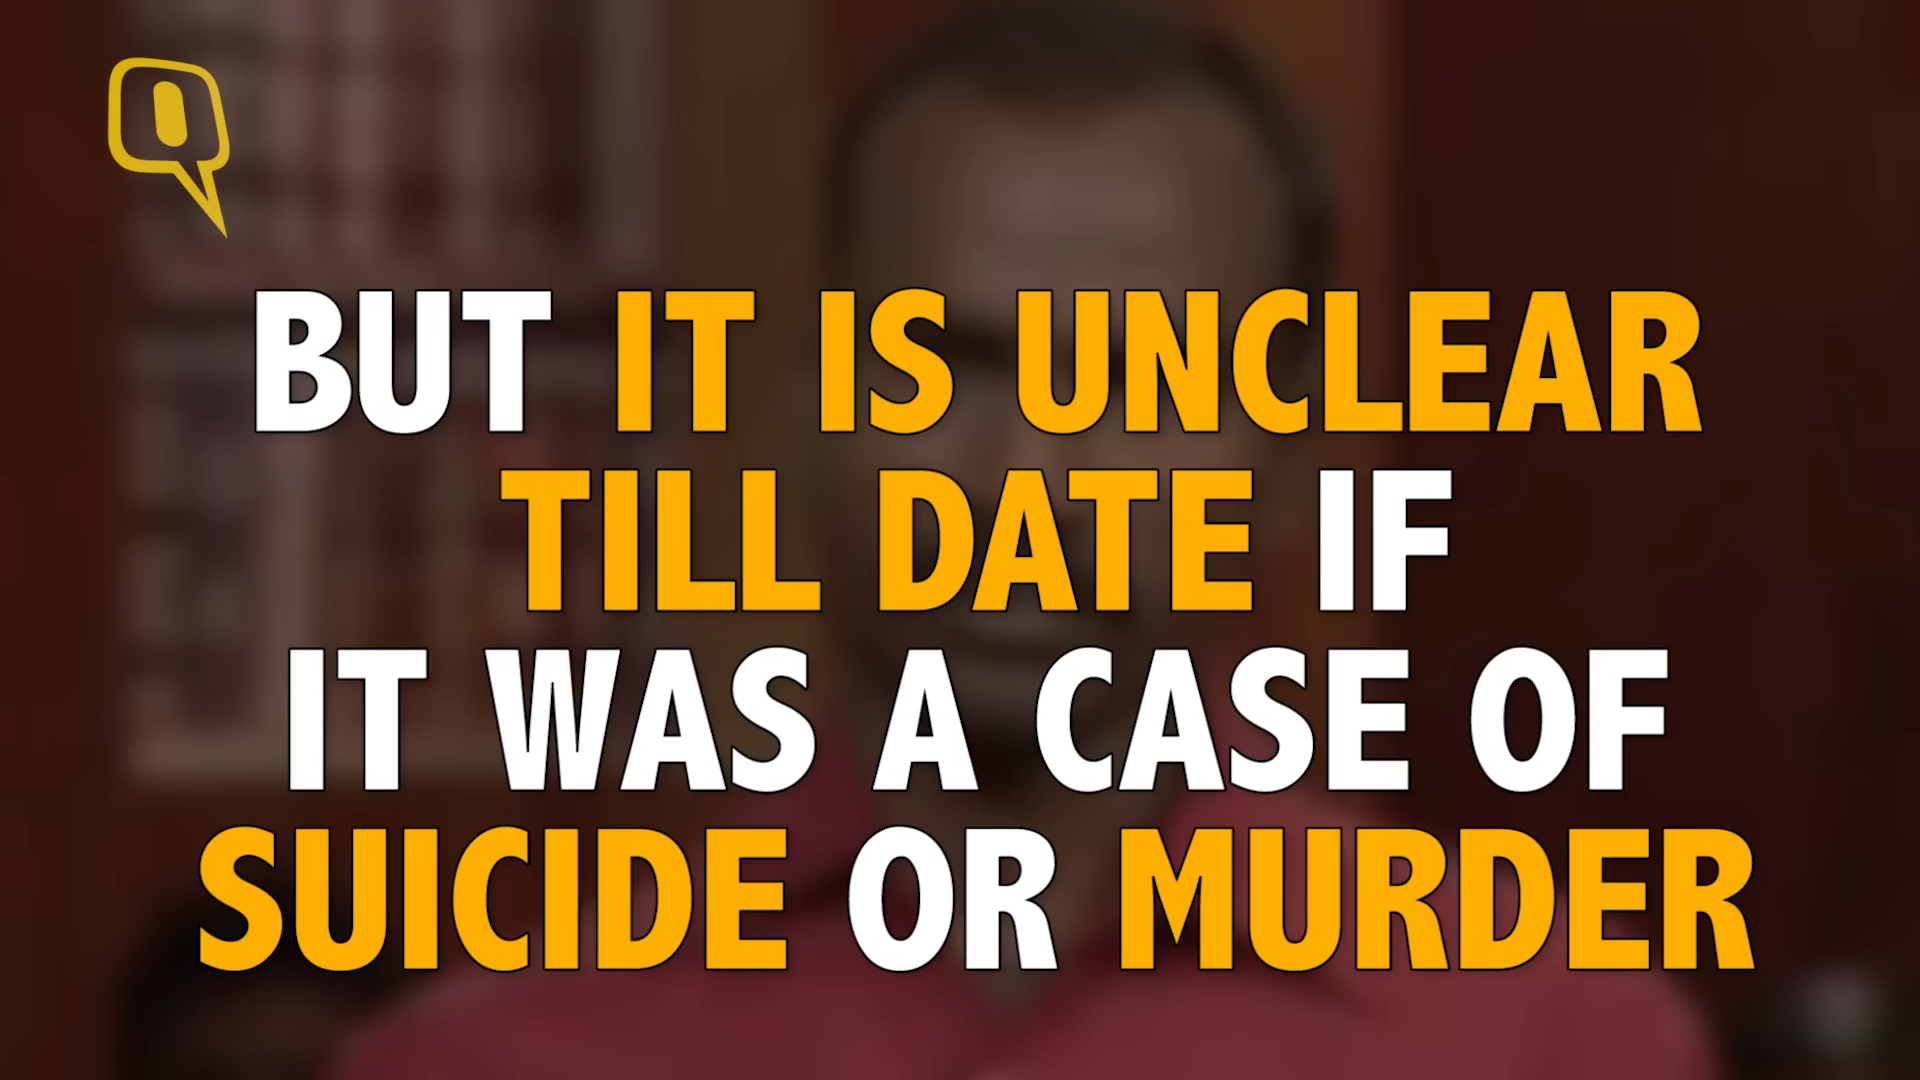 BUT IT IS UNCLEAR
TILL DATE IF
IT WAS A CASE OF
SUICIDE OR MURDER